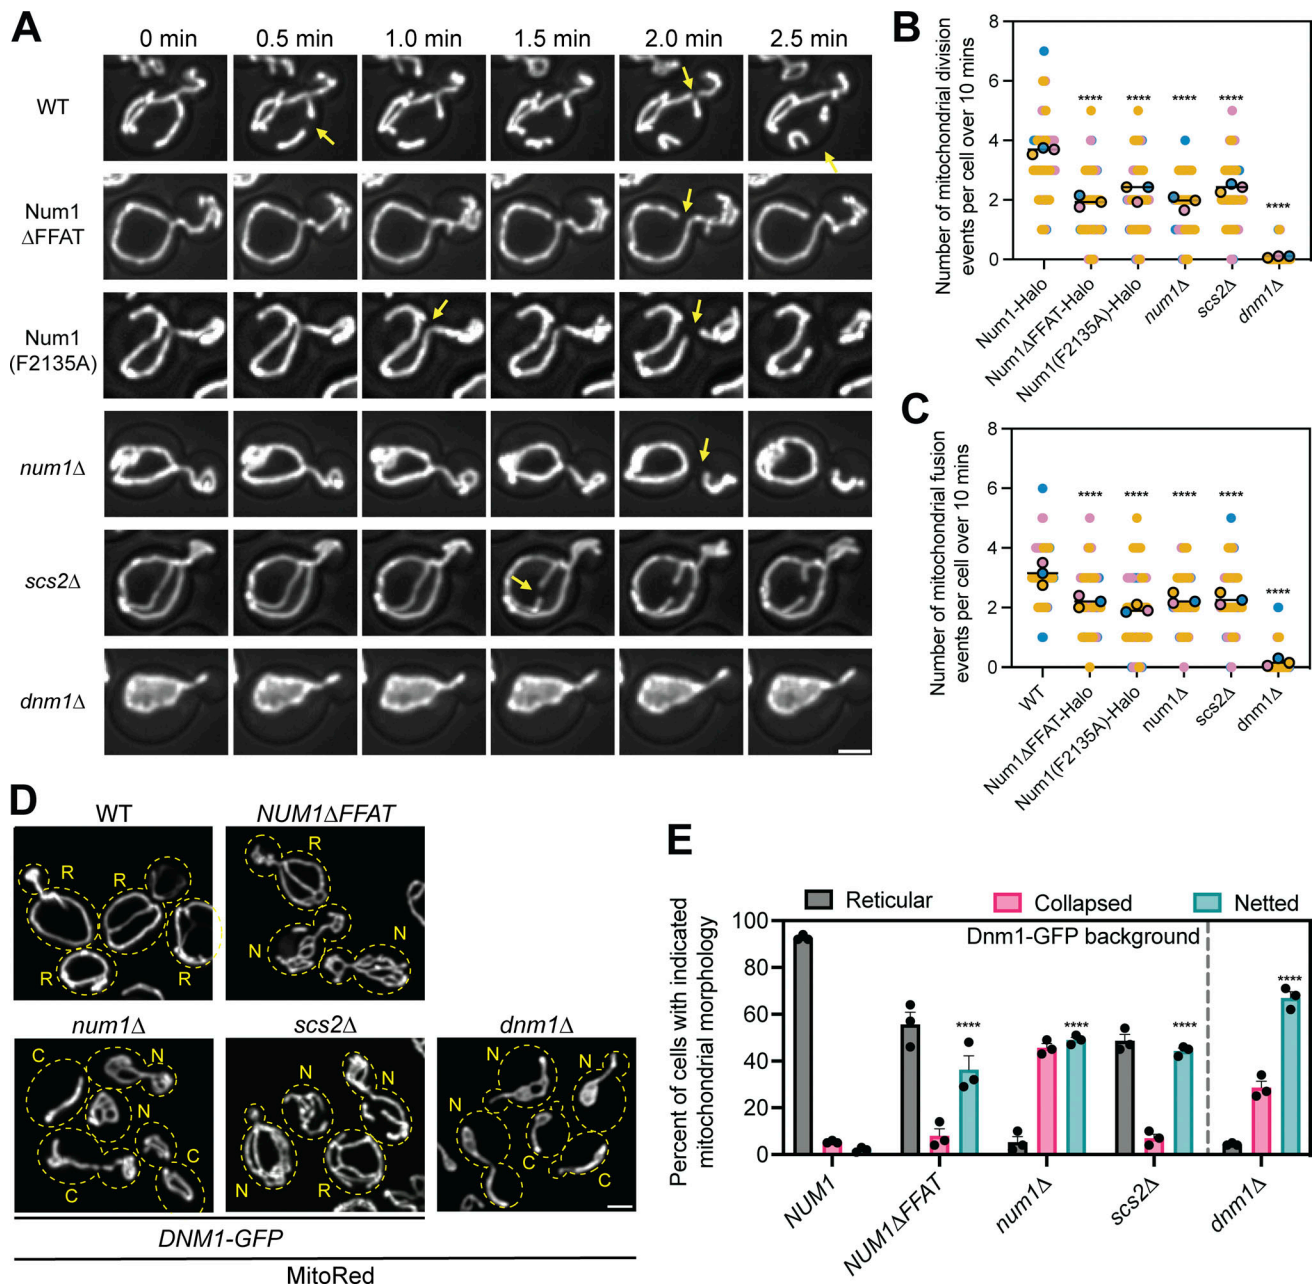 A
0 min 0.5 min 1.0 min 1.5 min 2.0 min 2.5 min
WT
Num1
ΔFFAT
Num1
(F2135A)
num1Δ
scs2Δ
dnm1Δ
B
Number of mitochondrial division
events per cell over 10 mins
8
6
4
2
0
**** **** **** **** ****
Num1-Halo
Num1ΔFFAT-Halo
Num1(F2135A)-Halo
num1Δ
scs2Δ
dnm1Δ
C
Number of mitochondrial fusion
events per cell over 10 mins
8
6
4
2
0
**** **** **** **** ****
WT
Num1ΔFFAT-Halo
Num1(F2135A)-Halo
num1Δ
scs2Δ
dnm1Δ
D
WT NUM1ΔFFAT
R R R R
R N N
num1Δ scs2Δ dnm1Δ
C N N C C
N N N R
N N N C C
DNM1-GFP
MitoRed
E
Reticular Collapsed Netted
Dnm1-GFP background
Percent of cells with indicated
mitochondrial morphology
100
80
60
40
20
0
**** **** **** ****
NUM1
NUM1ΔFFAT
num1Δ
scs2Δ
dnm1Δ